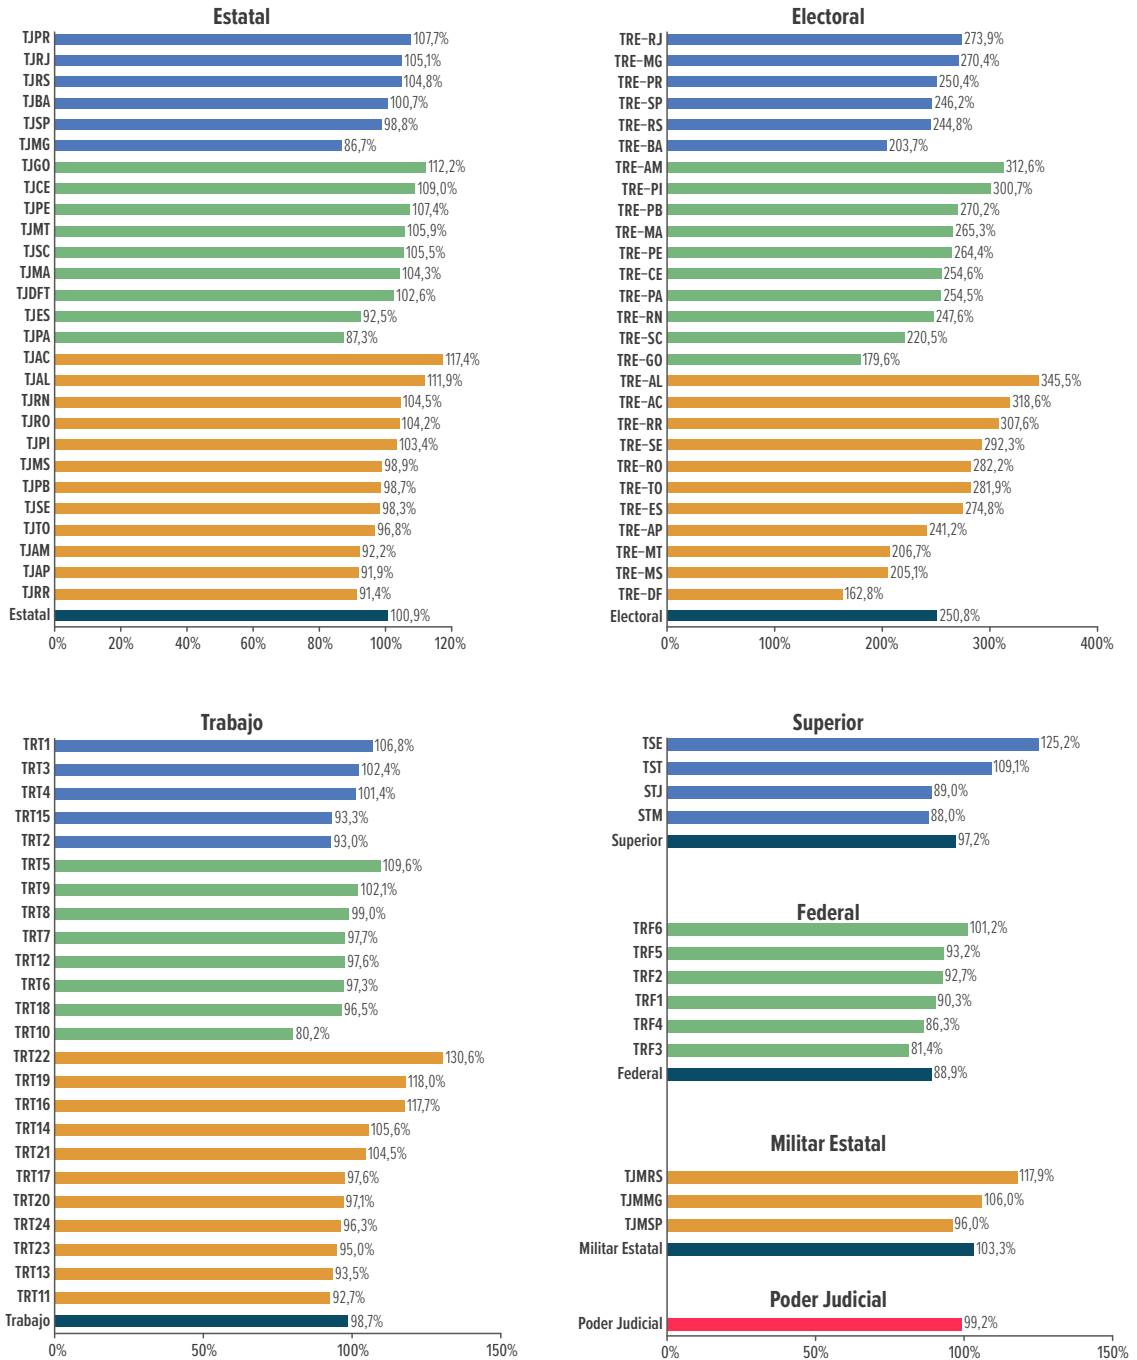 Estatal
TJPR 107,7%
TJRJ 105,1%
TJRS 104,8%
TJBA 100,7%
TJSP 98,8%
TJMG 86,7%
TJGO 112,2%
TJCE 109,0%
TJPE 107,4%
TJMT 105,9%
TJSC 105,5%
TJMA 104,3%
TJDFT 102,6%
TJES 92,5%
TJPA 87,3%
TJAC 117,4%
TJAL 111,9%
TJRN 104,5%
TJRO 104,2%
TJPI 103,4%
TJMS 98,9%
TJPB 98,7%
TJSE 98,3%
TJTO 96,8%
TJAM 92,2%
TJAP 91,9%
TJRR 91,4%
Estatal 100,9%
0% 20% 40% 60% 80% 100% 120%
Electoral
TRE-RJ 273,9%
TRE-MG 270,4%
TRE-PR 250,4%
TRE-SP 246,2%
TRE-RS 244,8%
TRE-BA 203,7%
TRE-AM 312,6%
TRE-PI 300,7%
TRE-PB 270,2%
TRE-MA 265,3%
TRE-PE 264,4%
TRE-CE 254,6%
TRE-PA 254,5%
TRE-RN 247,6%
TRE-SC 220,5%
TRE-GO 179,6%
TRE-AL 345,5%
TRE-AC 318,6%
TRE-RR 307,6%
TRE-SE 292,3%
TRE-RO 282,2%
TRE-TO 281,9%
TRE-ES 274,8%
TRE-AP 241,2%
TRE-MT 206,7%
TRE-MS 205,1%
TRE-DF 162,8%
Electoral 250,8%
0% 100% 200% 300% 400%
Trabajo
TRT1 106,8%
TRT3 102,4%
TRT4 101,4%
TRT15 93,3%
TRT2 93,0%
TRT5 109,6%
TRT9 102,1%
TRT8 99,0%
TRT7 97,7%
TRT12 97,6%
TRT6 97,3%
TRT18 96,5%
TRT10 80,2%
TRT22 130,6%
TRT19 118,0%
TRT16 117,7%
TRT14 105,6%
TRT21 104,5%
TRT17 97,6%
TRT20 97,1%
TRT24 96,3%
TRT23 95,0%
TRT13 93,5%
TRT11 92,7%
Trabajo 98,7%
0% 50% 100% 150%
Superior
TSE 125,2%
TST 109,1%
STJ 89,0%
STM 88,0%
Superior 97,2%
Federal
TRF6 101,2%
TRF5 93,2%
TRF2 92,7%
TRF1 90,3%
TRF4 86,3%
TRF3 81,4%
Federal 88,9%
Militar Estatal
TJMRS 117,9%
TJMMG 106,0%
TJMSP 96,0%
Militar Estatal 103,3%
Poder Judicial
Poder Judicial 99,2%
0% 50% 100% 150%